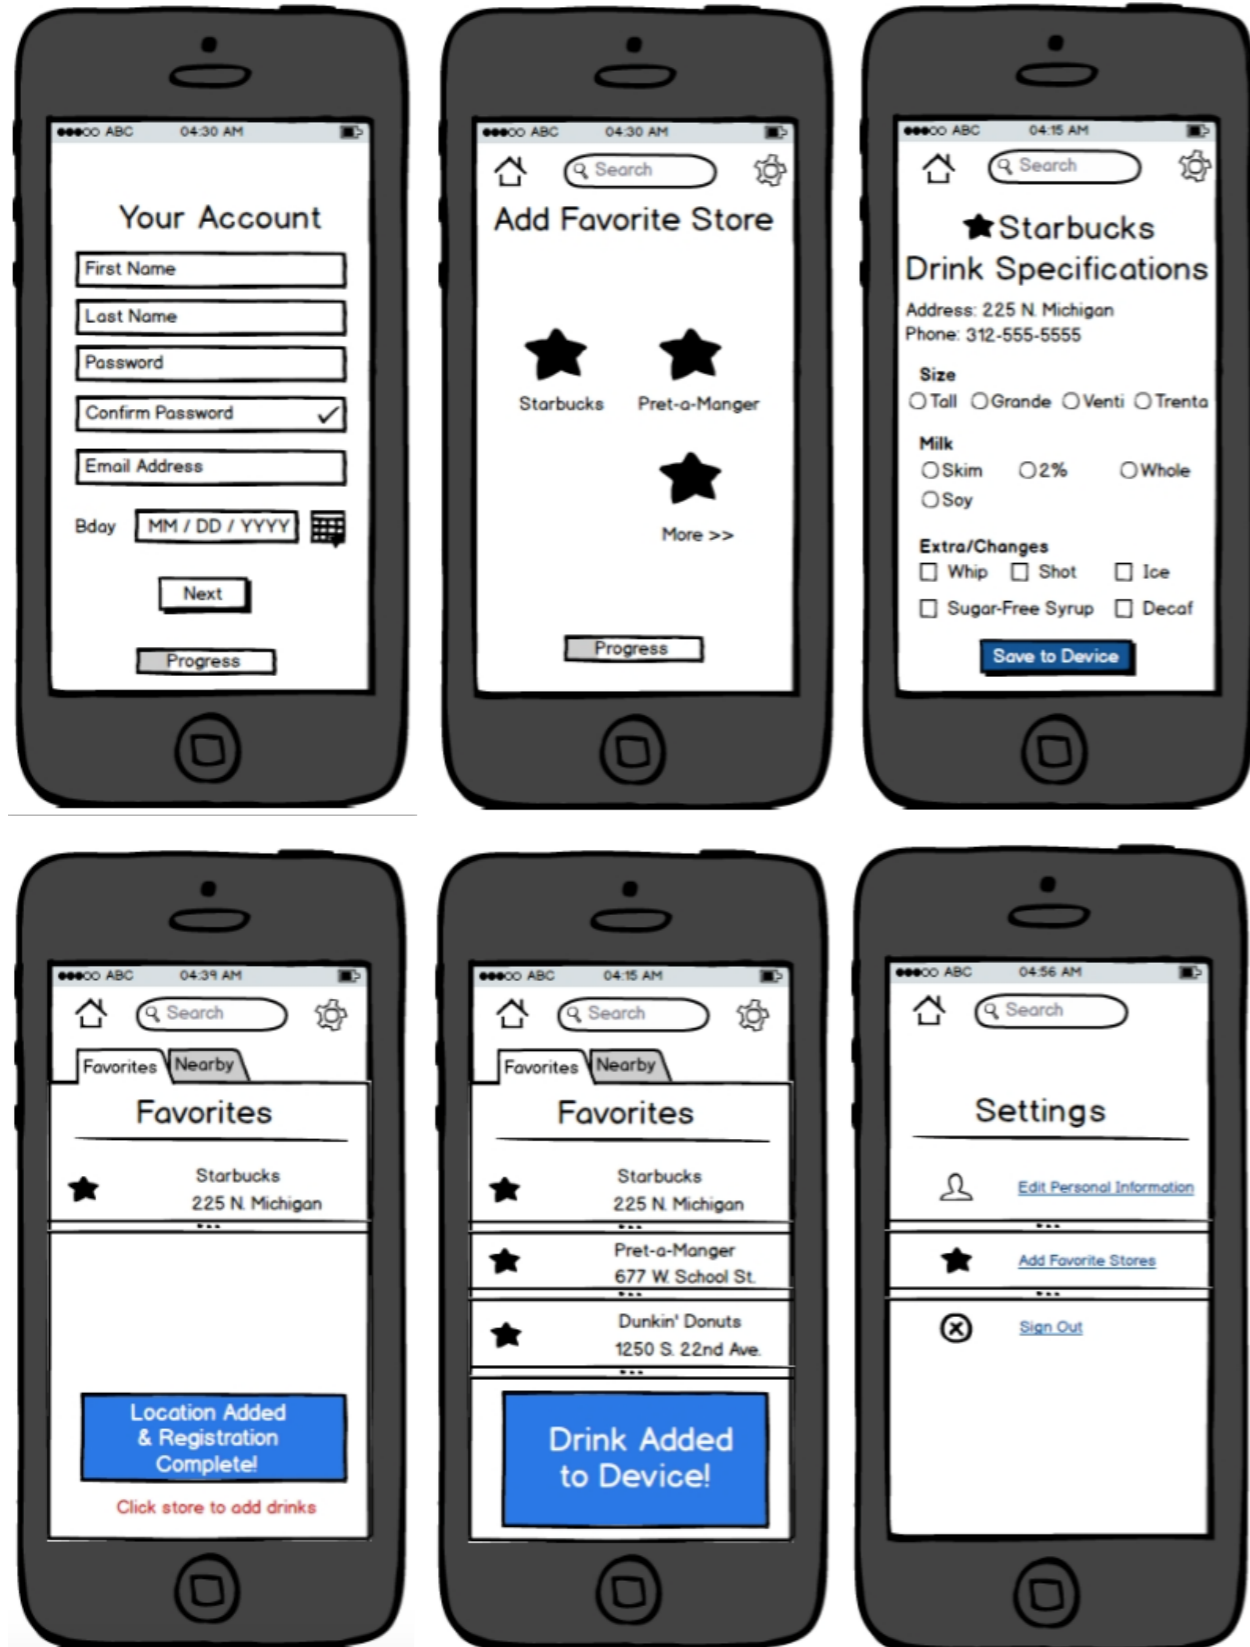 ABC 04:30 AM
Your Account
First Name
Last Name
Password
Confirm Password
Email Address
Bday MM / DD / YYYY
Next
Progress
ABC 04:30 AM
Search
Add Favorite Store
Starbucks Pret-a-Manger
More >>
Progress
ABC 04:15 AM
Search
Starbucks
Drink Specifications
Address: 225 N. Michigan
Phone: 312-555-5555
Size
Tall Grande Venti Trenta
Milk
Skim 2% Whole
Soy
Extra/Changes
Whip Shot Ice
Sugar-Free Syrup Decaf
Save to Device
ABC 04:39 AM
Search
Favorites Nearby
Favorites
Starbucks
225 N. Michigan
Location Added
& Registration
Complete!
Click store to add drinks
ABC 04:15 AM
Search
Favorites Nearby
Favorites
Starbucks
225 N. Michigan
Pret-a-Manger
677 W. School St.
Dunkin' Donuts
1250 S. 22nd Ave.
Drink Added
to Device!
ABC 04:56 AM
Search
Settings
Edit Personal Information
Add Favorite Stores
Sign Out